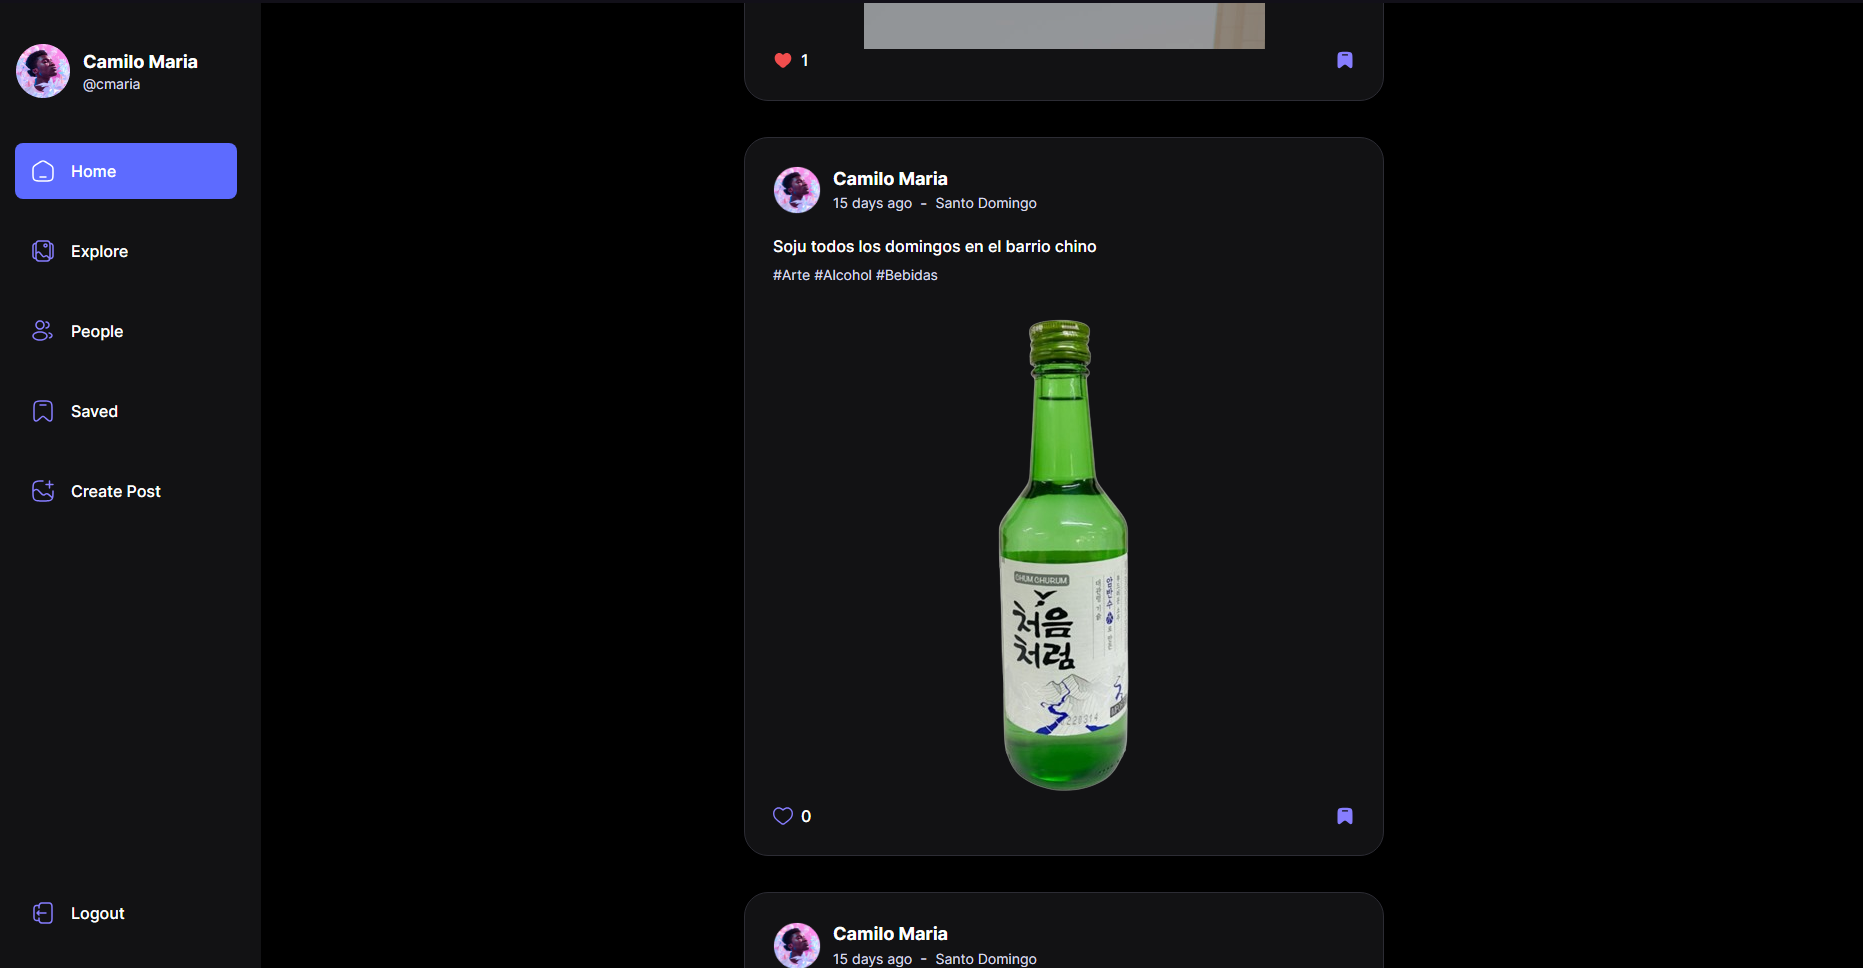 Camilo Maria
@cmaria
Home
Explore
People
Saved
Create Post
Logout
1
Camilo Maria
15 days ago - Santo Domingo
Soju todos los domingos en el barrio chino
#Arte #Alcohol #Bebidas
CHUM CHURUM
처음
처럼
220314
0
Camilo Maria
15 days ago - Santo Domingo